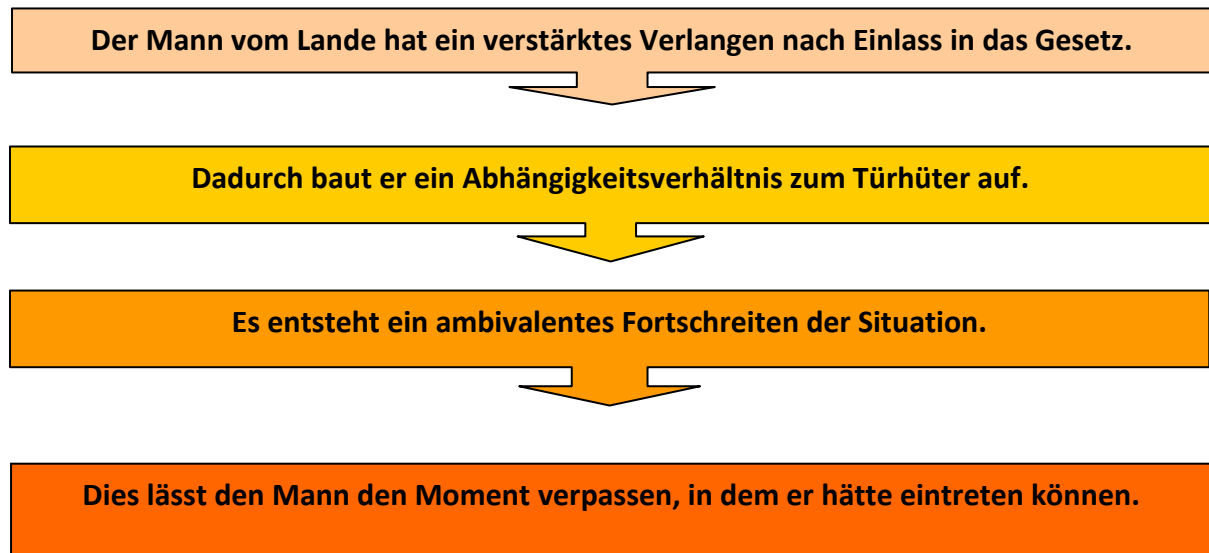 Der Mann vom Lande hat ein verstärktes Verlangen nach Einlass in das Gesetz.
Dadurch baut er ein Abhängigkeitsverhältnis zum Türhüter auf.
Es entsteht ein ambivalentes Fortschreiten der Situation.
Dies lässt den Mann den Moment verpassen, in dem er hätte eintreten können.